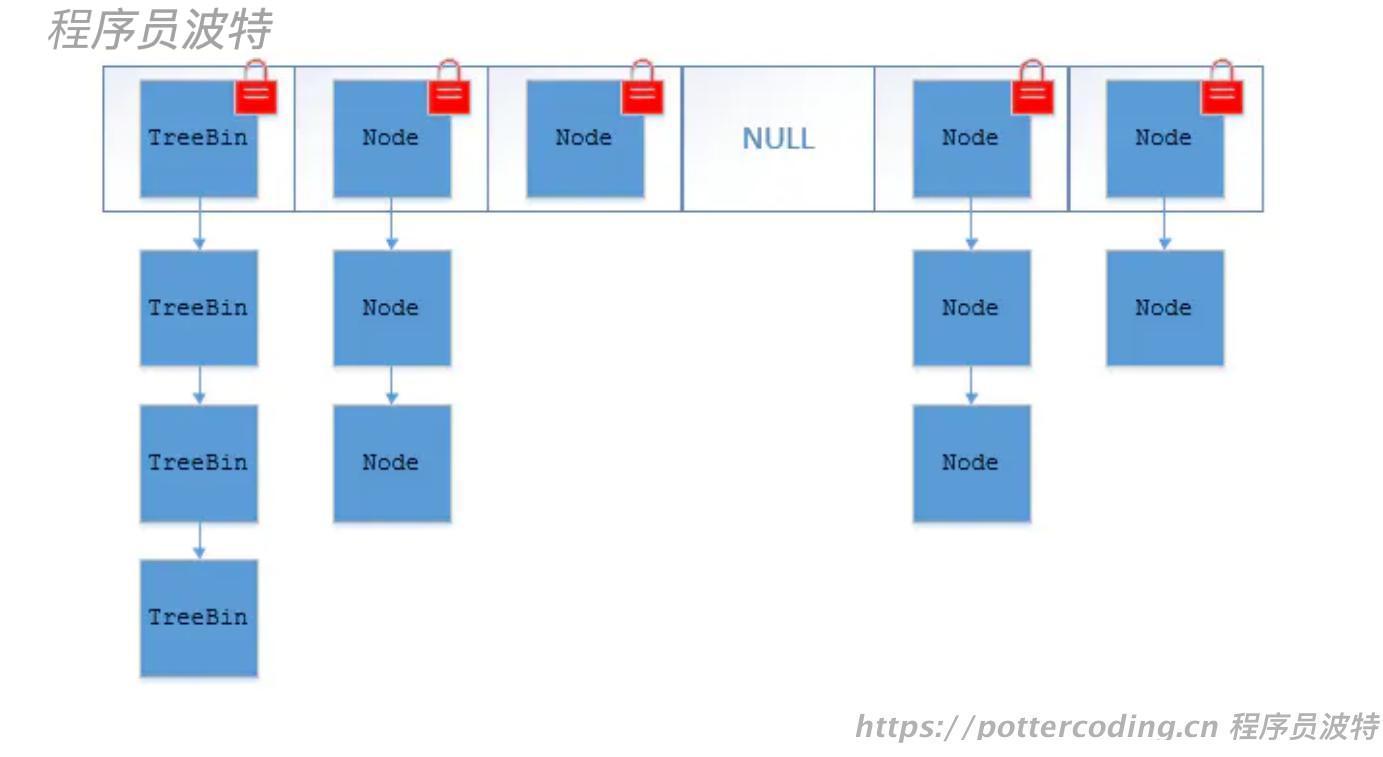 程序员波特
TreeBin Node Node NULL Node Node
TreeBin Node Node Node
TreeBin Node Node
TreeBin
https://pottercoding.cn 程序员波特